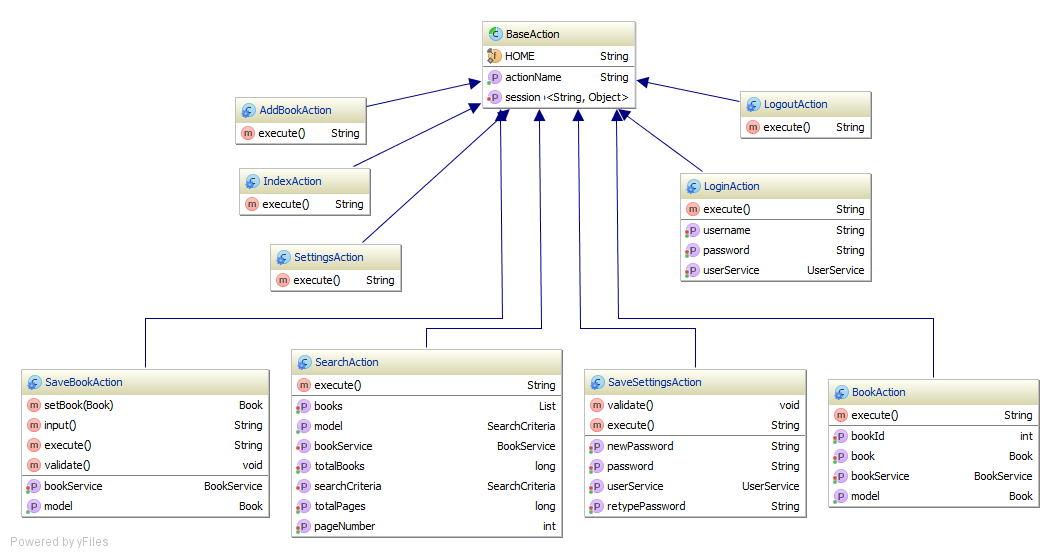 BaseAction
HOME String
actionName String
session <String, Object>
AddBookAction
execute() String
LogoutAction
execute() String
IndexAction
execute() String
LoginAction
execute() String
username String
password String
userService UserService
SettingsAction
execute() String
SaveBookAction
setBook(Book) Book
input() String
execute() String
validate() void
bookService BookService
model Book
SearchAction
execute() String
books List
model SearchCriteria
bookService BookService
totalBooks long
searchCriteria SearchCriteria
totalPages long
pageNumber int
SaveSettingsAction
validate() void
execute() String
newPassword String
password String
userService UserService
retypePassword String
BookAction
execute() String
bookId int
book Book
bookService BookService
model Book
Powered by yFiles